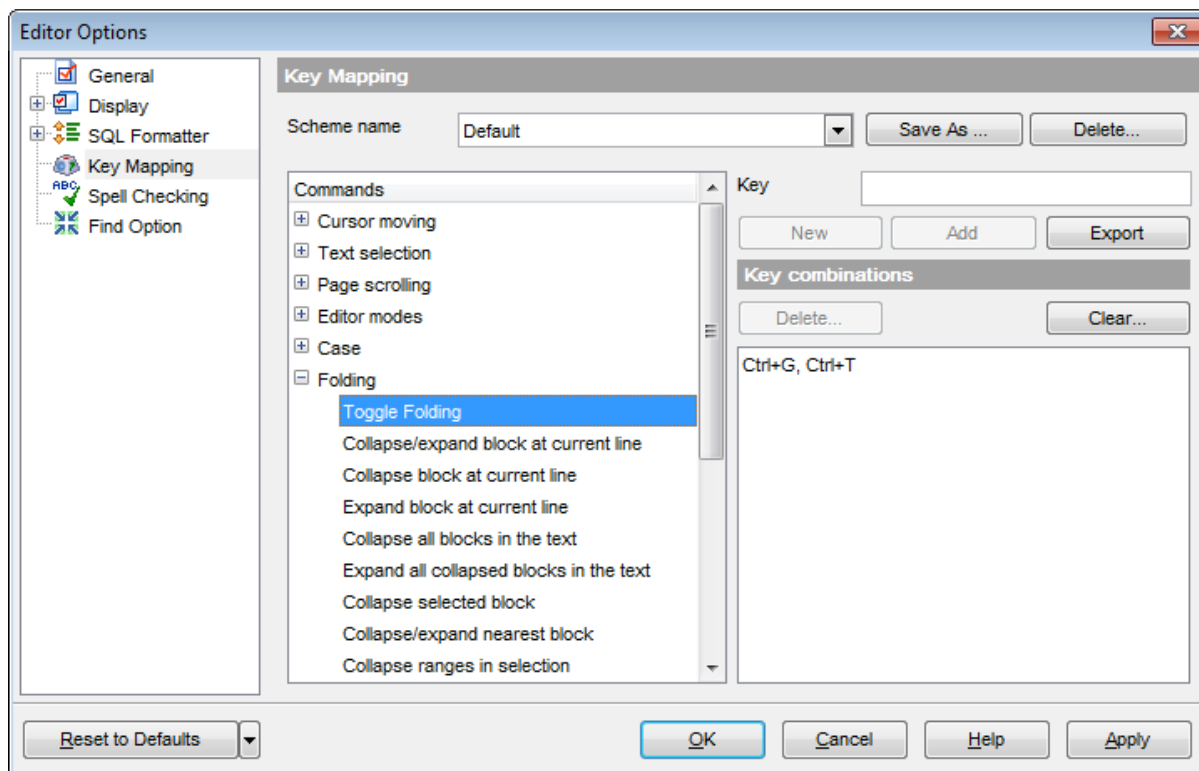 Editor Options
General
Display
SQL Formatter
Key Mapping
ABC
Spell Checking
Find Option
Key Mapping
Scheme name
Default
Save As ...
Delete...
Commands
Cursor moving
Text selection
Page scrolling
Editor modes
Case
Folding
Toggle Folding
Collapse/expand block at current line
Collapse block at current line
Expand block at current line
Collapse all blocks in the text
Expand all collapsed blocks in the text
Collapse selected block
Collapse/expand nearest block
Collapse ranges in selection
Key
New
Add
Export
Key combinations
Delete...
Clear...
Ctrl+G, Ctrl+T
Reset to Defaults
OK
Cancel
Help
Apply